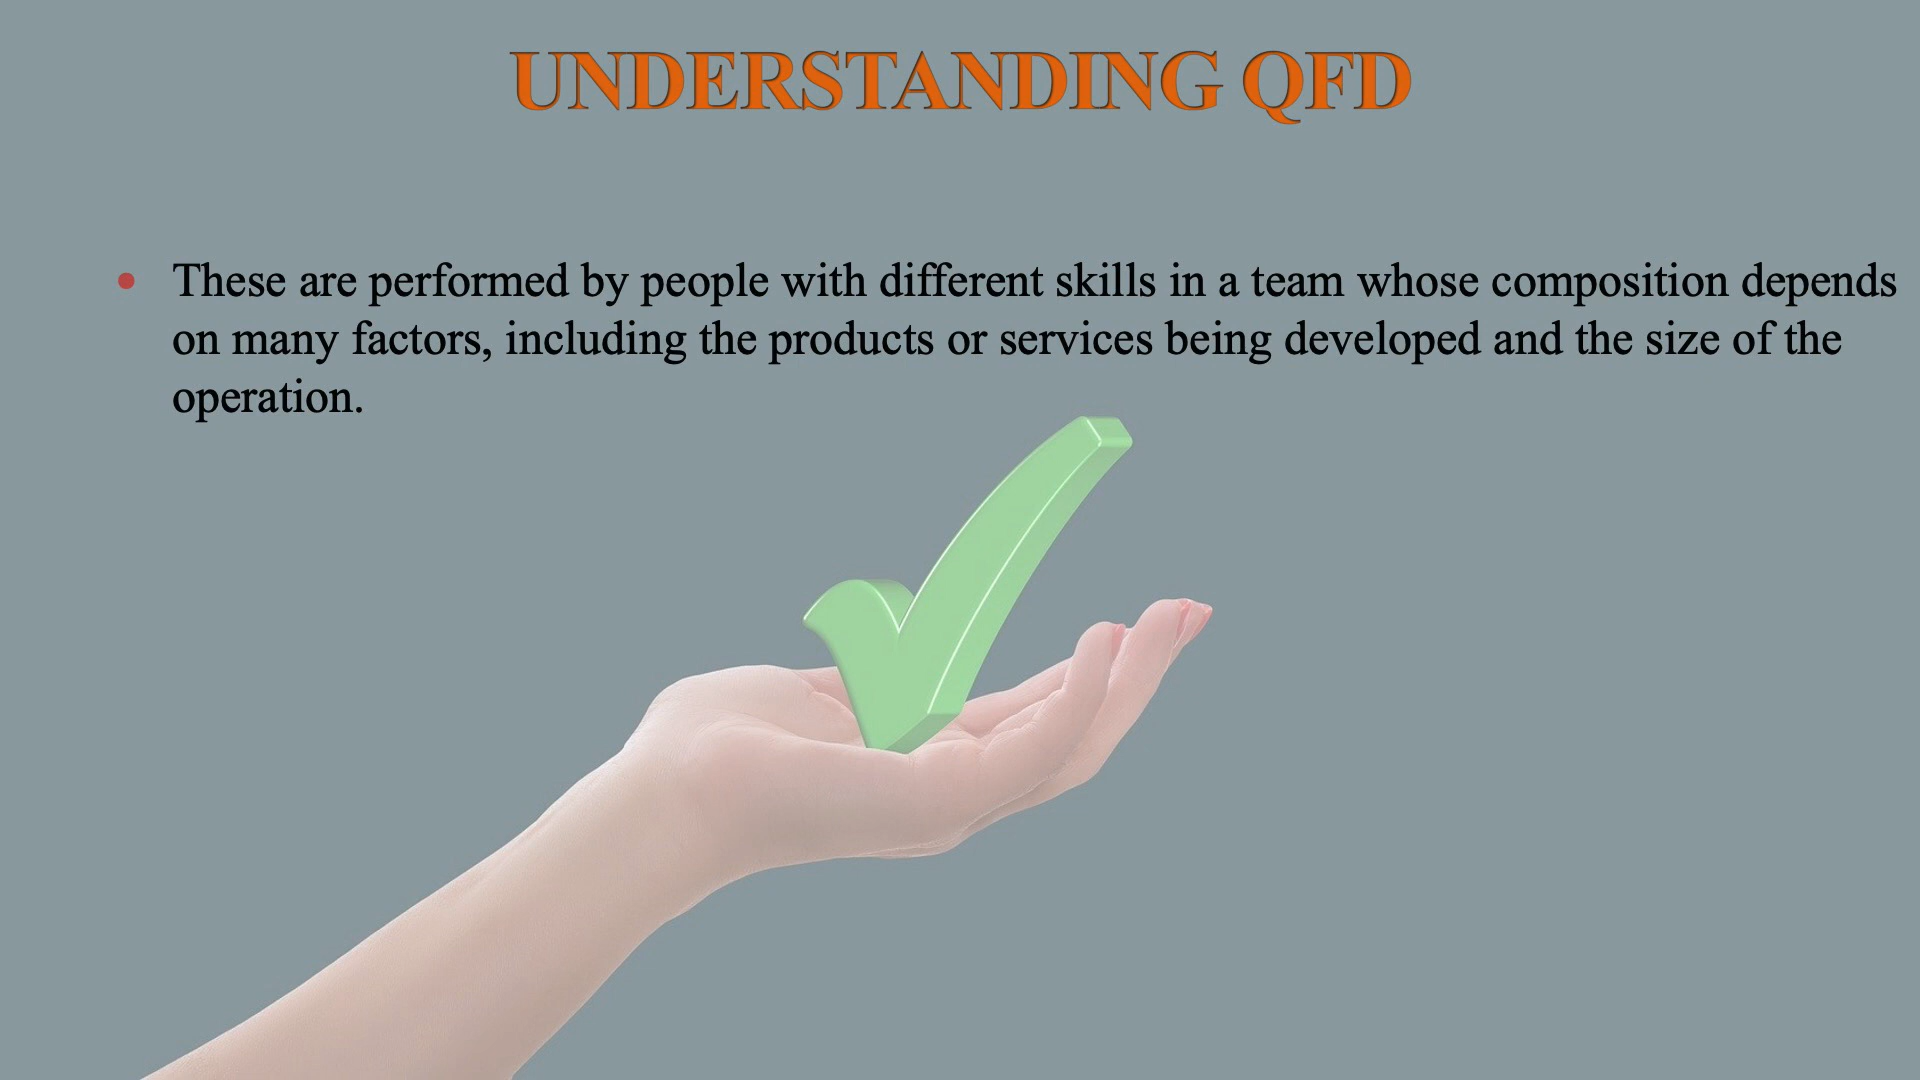 UNDERSTANDING QFD
• These are performed by people with different skills in a team whose composition depends
on many factors, including the products or services being developed and the size of the
operation.